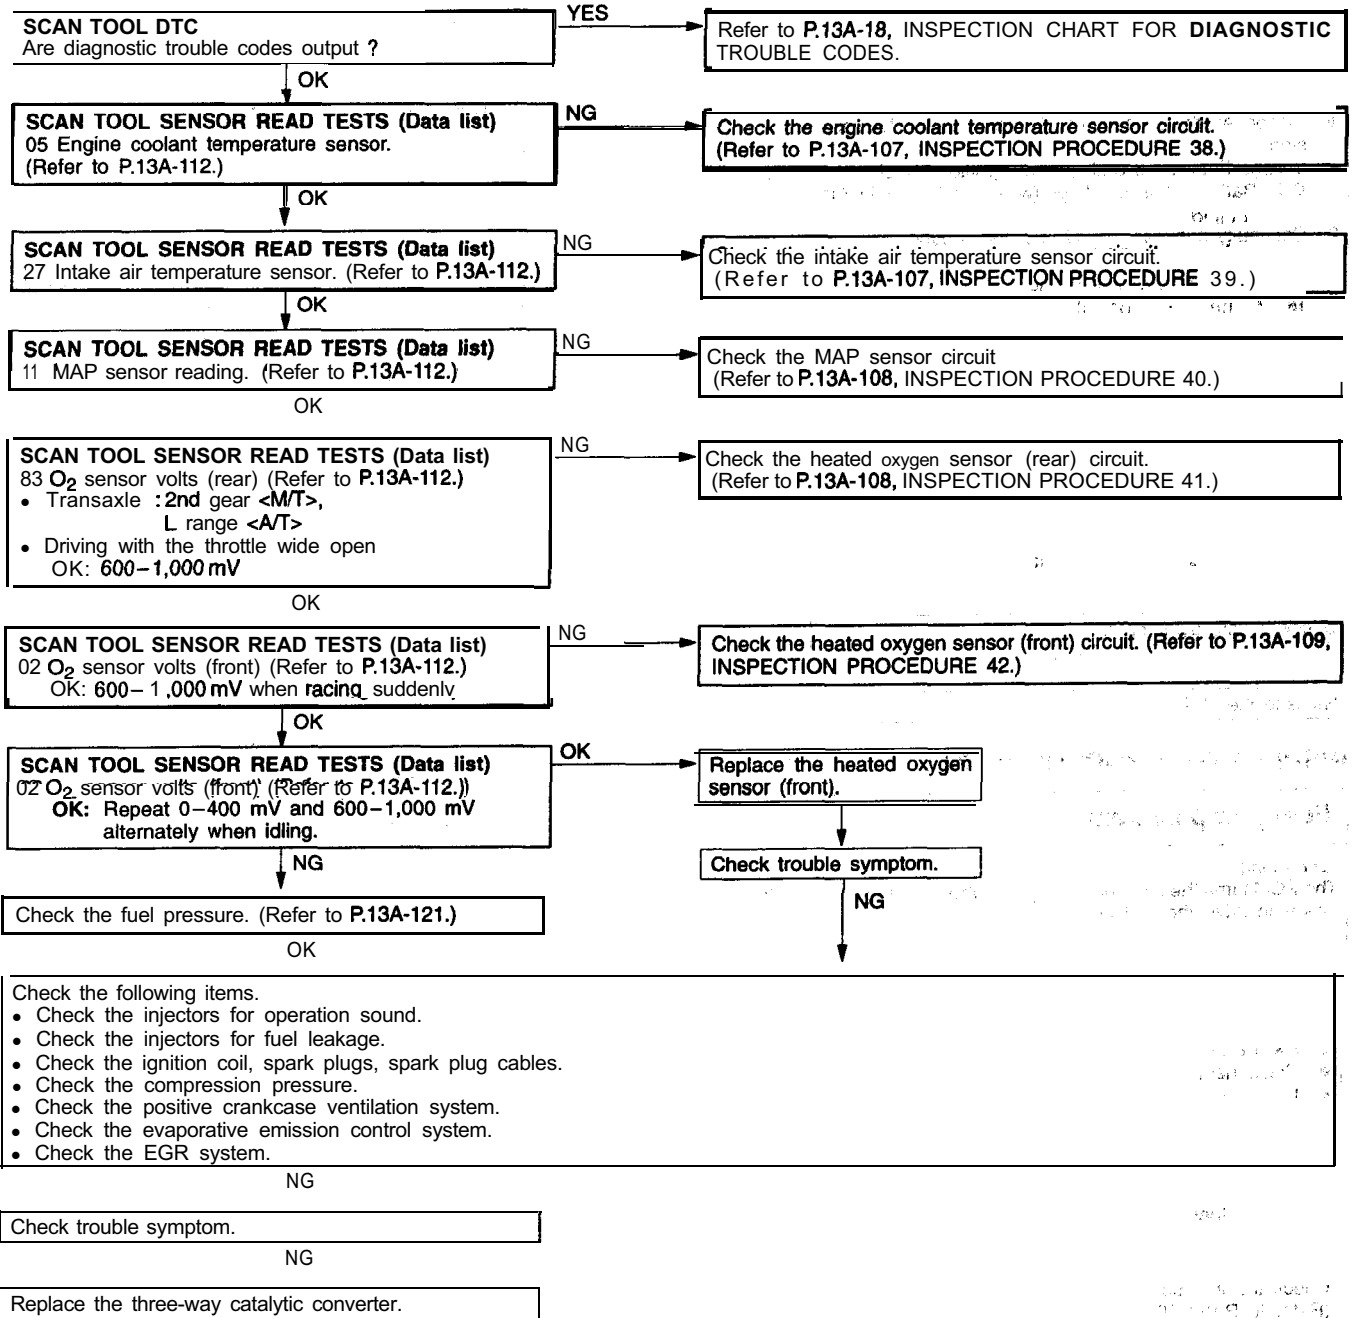 SCAN TOOL DTC
Are diagnostic trouble codes output ?
YES
Refer to P.13A-18, INSPECTION CHART FOR DIAGNOSTIC
TROUBLE CODES.
OK
SCAN TOOL SENSOR READ TESTS (Data list)
05 Engine coolant temperature sensor.
(Refer to P.13A-112.)
NG
Check the engine coolant temperature sensor circuit.
(Refer to P.13A-107, INSPECTION PROCEDURE 38.)
OK
SCAN TOOL SENSOR READ TESTS (Data list)
27 Intake air temperature sensor. (Refer to P.13A-112.)
NG
Check the intake air temperature sensor circuit.
(Refer to P.13A-107, INSPECTION PROCEDURE 39.)
OK
SCAN TOOL SENSOR READ TESTS (Data list)
11 MAP sensor reading. (Refer to P.13A-112.)
NG
Check the MAP sensor circuit
(Refer to P.13A-108, INSPECTION PROCEDURE 40.)
OK
SCAN TOOL SENSOR READ TESTS (Data list)
83 O2 sensor volts (rear) (Refer to P.13A-112.)
• Transaxle : 2nd gear <M/T>,
L range <A/T>
• Driving with the throttle wide open
OK: 600–1,000 mV
NG
Check the heated oxygen sensor (rear) circuit.
(Refer to P.13A-108, INSPECTION PROCEDURE 41.)
OK
SCAN TOOL SENSOR READ TESTS (Data list)
02 O2 sensor volts (front) (Refer to P.13A-112.)
OK: 600– 1 ,000 mV when racing suddenly
NG
Check the heated oxygen sensor (front) circuit. (Refer to P.13A-109,
INSPECTION PROCEDURE 42.)
OK
SCAN TOOL SENSOR READ TESTS (Data list)
02 O2 sensor volts (front) (Refer to P.13A-112.))
OK: Repeat 0–400 mV and 600–1,000 mV
alternately when idling.
OK
Replace the heated oxygen
sensor (front).
Check trouble symptom.
NG
NG
Check the fuel pressure. (Refer to P.13A-121.)
OK
Check the following items.
• Check the injectors for operation sound.
• Check the injectors for fuel leakage.
• Check the ignition coil, spark plugs, spark plug cables.
• Check the compression pressure.
• Check the positive crankcase ventilation system.
• Check the evaporative emission control system.
• Check the EGR system.
NG
Check trouble symptom.
NG
Replace the three-way catalytic converter.